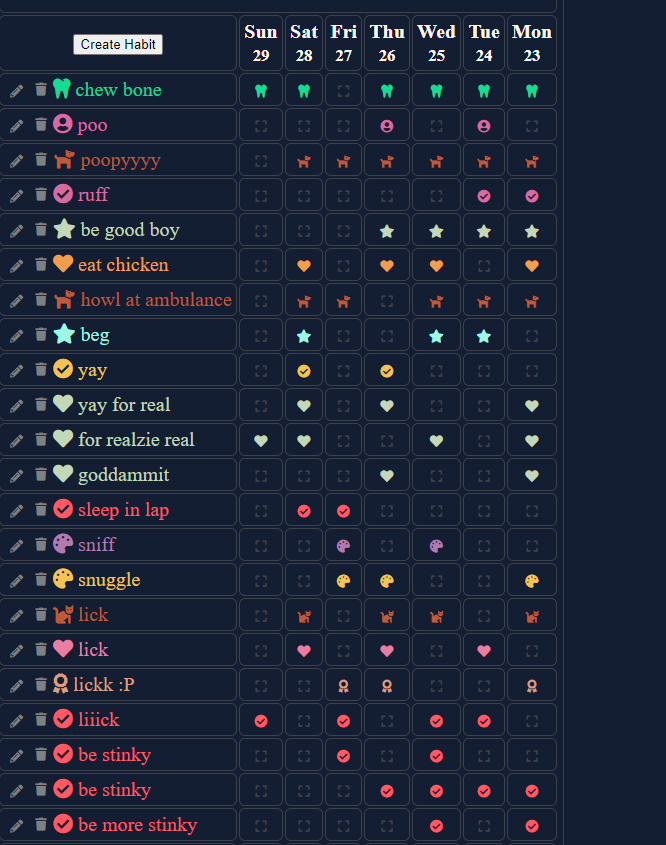 Create Habit
Sun Sat Fri Thu Wed Tue Mon
29 28 27 26 25 24 23
chew bone
poo
poopyyyy
ruff
be good boy
eat chicken
howl at ambulance
beg
yay
yay for real
for realzie real
goddammit
sleep in lap
sniff
snuggle
lick
lick
lickk :P
liiick
be stinky
be stinky
be more stinky